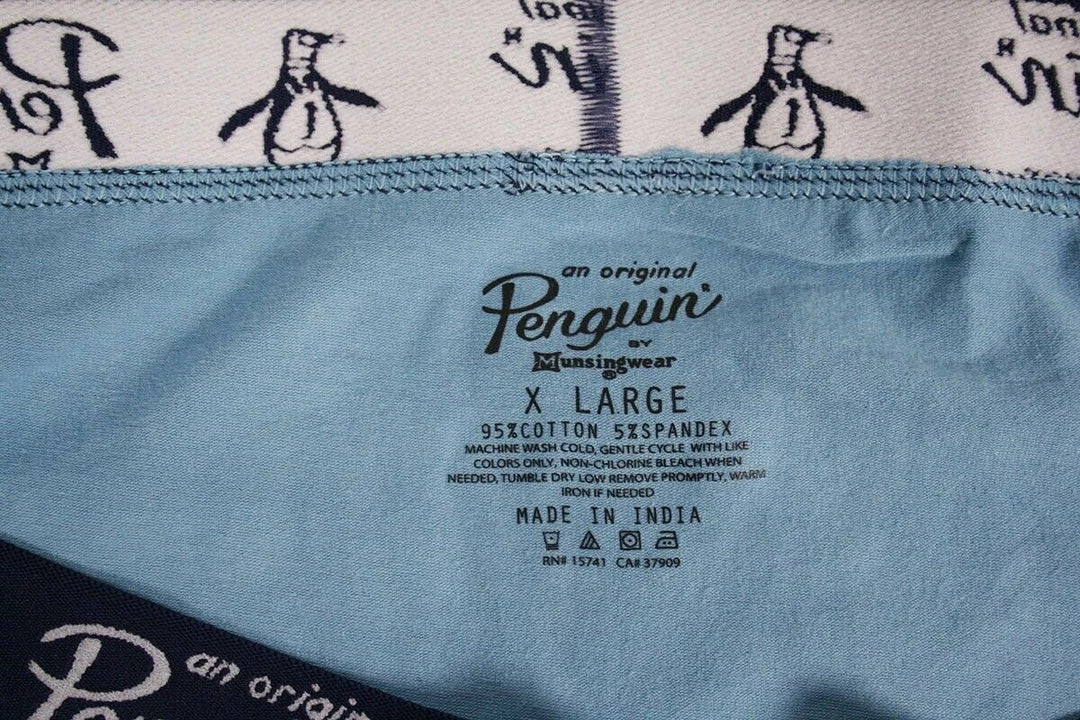 an original
Penguin®
BY
Munsingwear
®
X LARGE
95%COTTON 5%SPANDEX
MACHINE WASH COLD, GENTLE CYCLE WITH LIKE
COLORS ONLY, NON-CHLORINE BLEACH WHEN
NEEDED, TUMBLE DRY LOW REMOVE PROMPTLY, WARM
IRON IF NEEDED
MADE IN INDIA
RN# 15741 CA# 37909
an origin